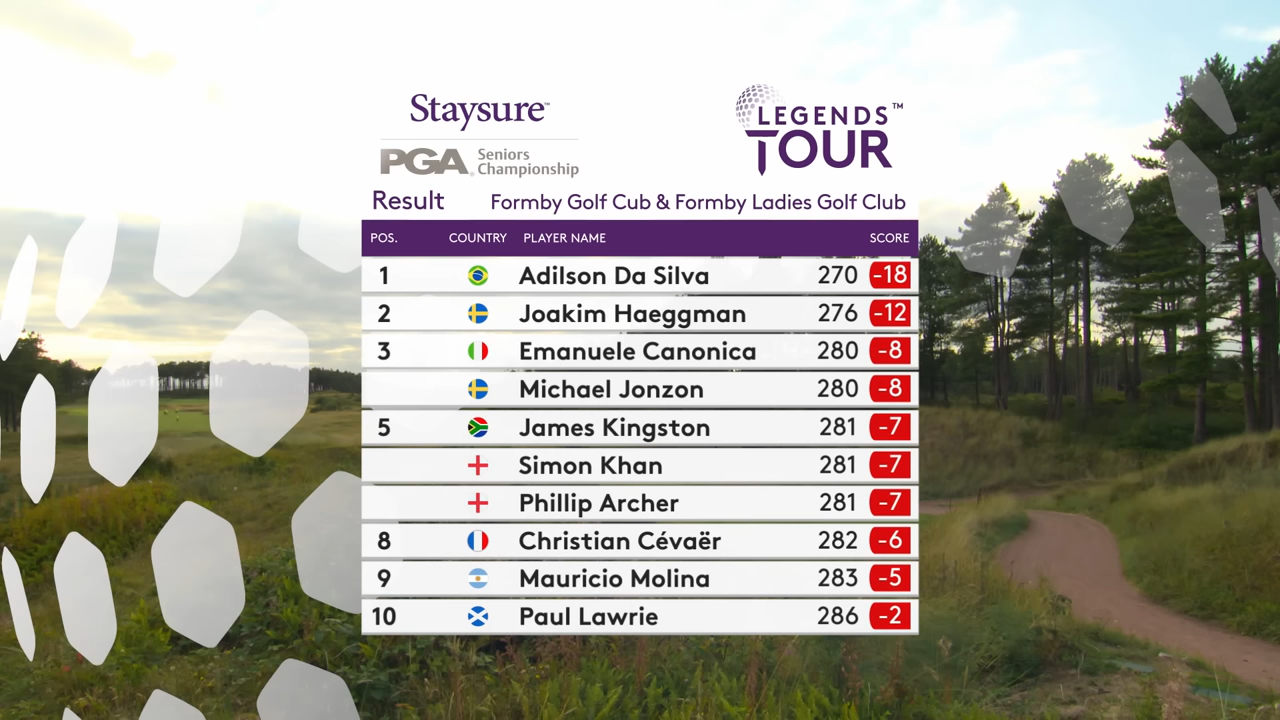 Staysure™
PGA Seniors Championship
LEGENDS™
TOUR
Result Formby Golf Cub & Formby Ladies Golf Club
POS. COUNTRY PLAYER NAME SCORE
1 Adilson Da Silva 270 -18
2 Joakim Haeggman 276 -12
3 Emanuele Canonica 280 -8
Michael Jonzon 280 -8
5 James Kingston 281 -7
Simon Khan 281 -7
Phillip Archer 281 -7
8 Christian Cévaër 282 -6
9 Mauricio Molina 283 -5
10 Paul Lawrie 286 -2